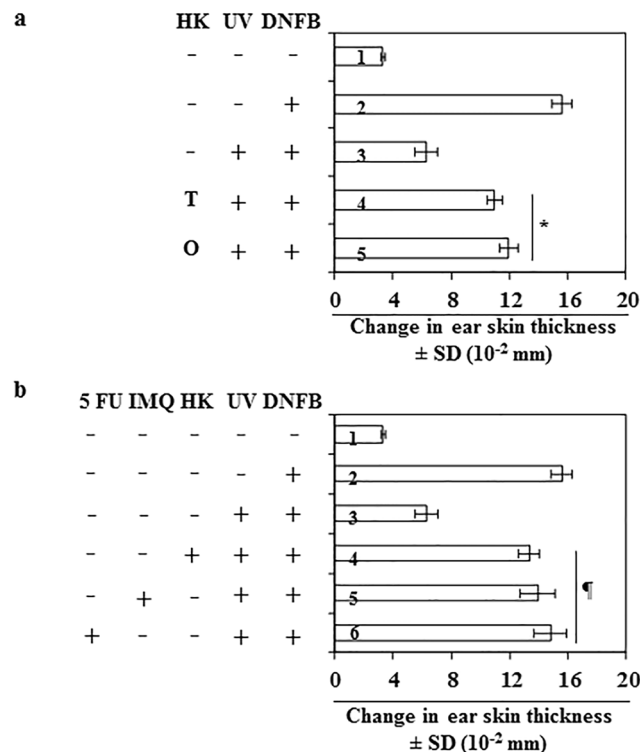 a
HK UV DNFB
- - - 1
- - + 2
- + + 3
T + + 4
O + + 5
*
0 4 8 12 16 20
Change in ear skin thickness
± SD (10⁻² mm)
b
5 FU IMQ HK UV DNFB
- - - - - 1
- - - - + 2
- - - + + 3
- - + + + 4
- + - + + 5
+ - - + + 6
¶
0 4 8 12 16 20
Change in ear skin thickness
± SD (10⁻² mm)